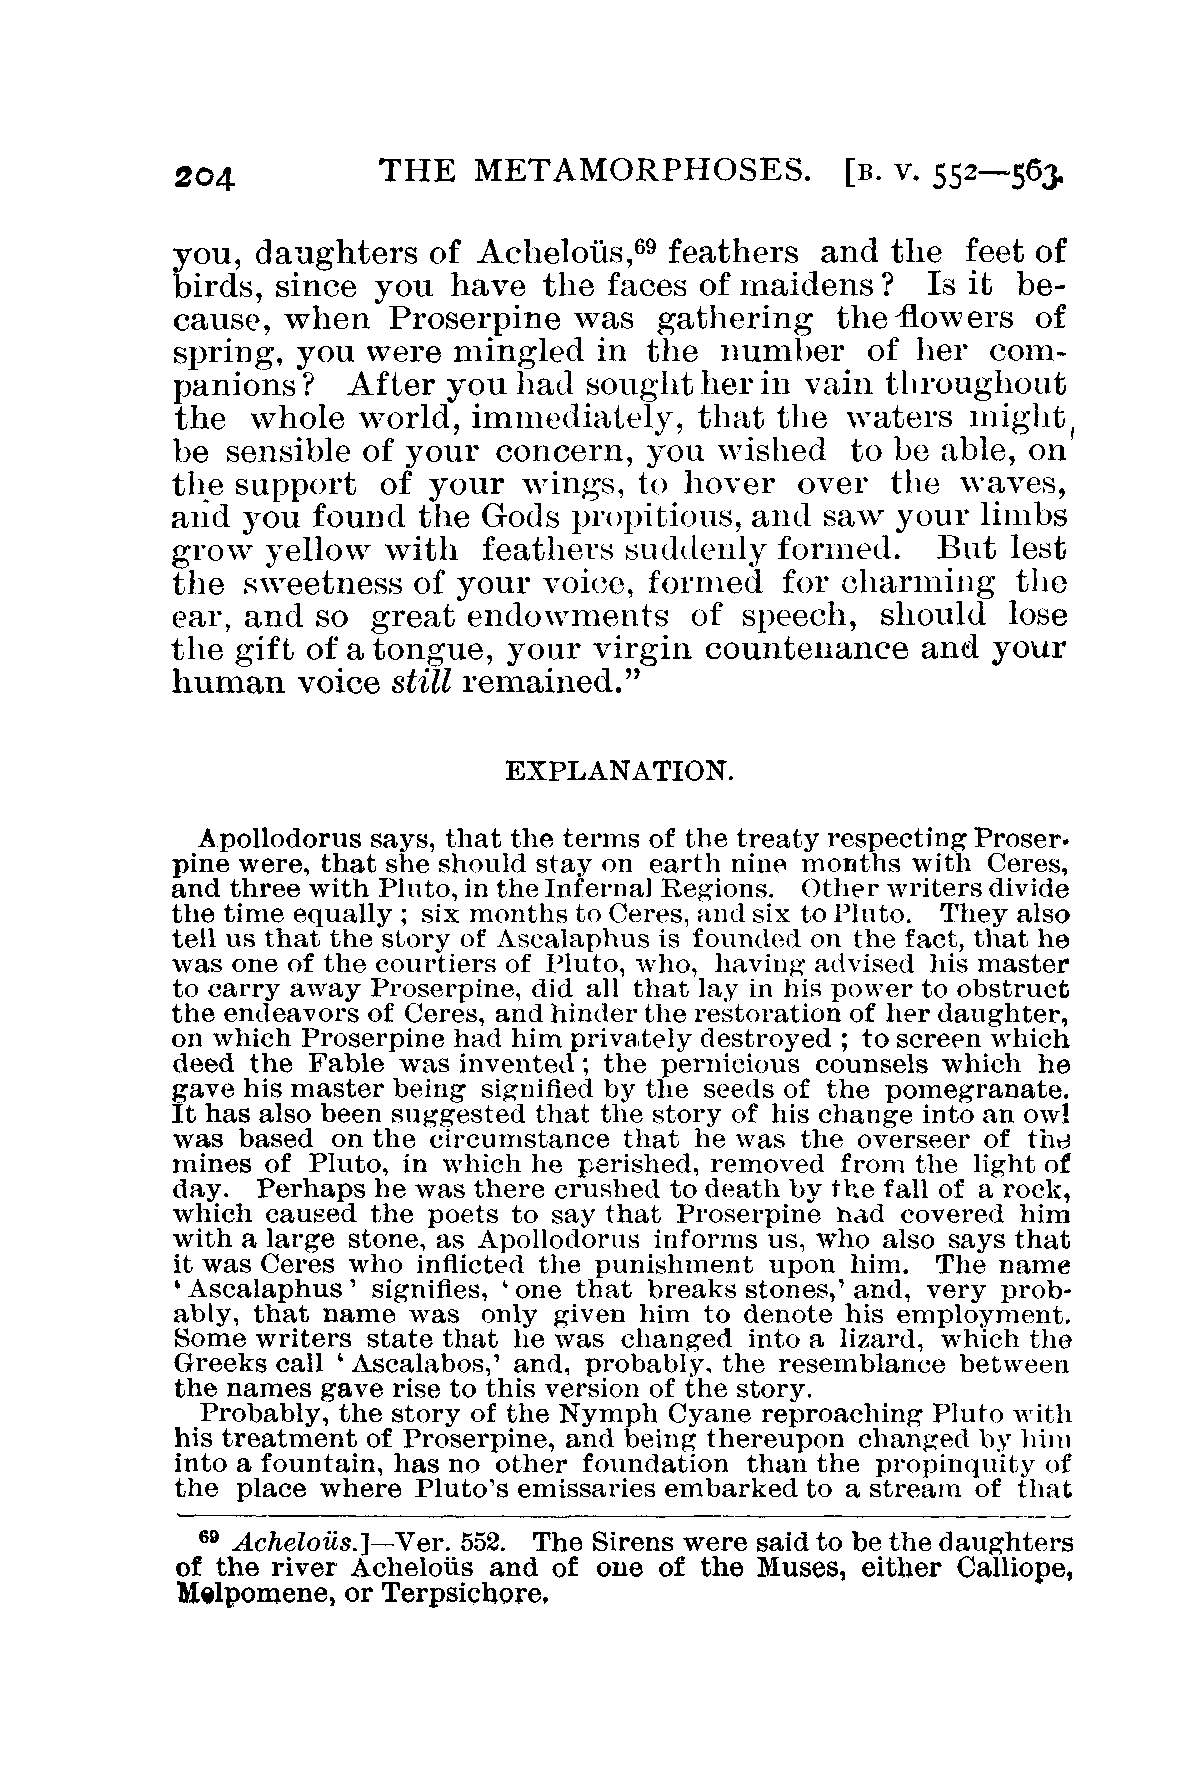 204 THE METAMORPHOSES. [B. V. 552—563.
you, daughters of Acheloüs,⁶⁹ feathers and the feet of
birds, since you have the faces of maidens? Is it be-
cause, when Proserpine was gathering the flowers of
spring, you were mingled in the number of her com-
panions? After you had sought her in vain throughout
the whole world, immediately, that the waters might
be sensible of your concern, you wished to be able, on
the support of your wings, to hover over the waves,
and you found the Gods propitious, and saw your limbs
grow yellow with feathers suddenly formed. But lest
the sweetness of your voice, formed for charming the
ear, and so great endowments of speech, should lose
the gift of a tongue, your virgin countenance and your
human voice still remained.”
EXPLANATION.
Apollodorus says, that the terms of the treaty respecting Proser-
pine were, that she should stay on earth nine months with Ceres,
and three with Pluto, in the Infernal Regions. Other writers divide
the time equally; six months to Ceres, and six to Pluto. They also
tell us that the story of Ascalaphus is founded on the fact, that he
was one of the courtiers of Pluto, who, having advised his master
to carry away Proserpine, did all that lay in his power to obstruct
the endeavors of Ceres, and hinder the restoration of her daughter,
on which Proserpine had him privately destroyed; to screen which
deed the Fable was invented; the pernicious counsels which he
gave his master being signified by the seeds of the pomegranate.
It has also been suggested that the story of his change into an owl
was based on the circumstance that he was the overseer of the
mines of Pluto, in which he perished, removed from the light of
day. Perhaps he was there crushed to death by the fall of a rock,
which caused the poets to say that Proserpine had covered him
with a large stone, as Apollodorus informs us, who also says that
it was Ceres who inflicted the punishment upon him. The name
‘Ascalaphus’ signifies, ‘one that breaks stones,’ and, very prob-
ably, that name was only given him to denote his employment.
Some writers state that he was changed into a lizard, which the
Greeks call ‘Ascalabos,’ and, probably, the resemblance between
the names gave rise to this version of the story.
Probably, the story of the Nymph Cyane reproaching Pluto with
his treatment of Proserpine, and being thereupon changed by him
into a fountain, has no other foundation than the propinquity of
the place where Pluto’s emissaries embarked to a stream of that
⁶⁹ Acheloüs.]—Ver. 552. The Sirens were said to be the daughters
of the river Acheloüs and of one of the Muses, either Calliope,
Melpomene, or Terpsichore.